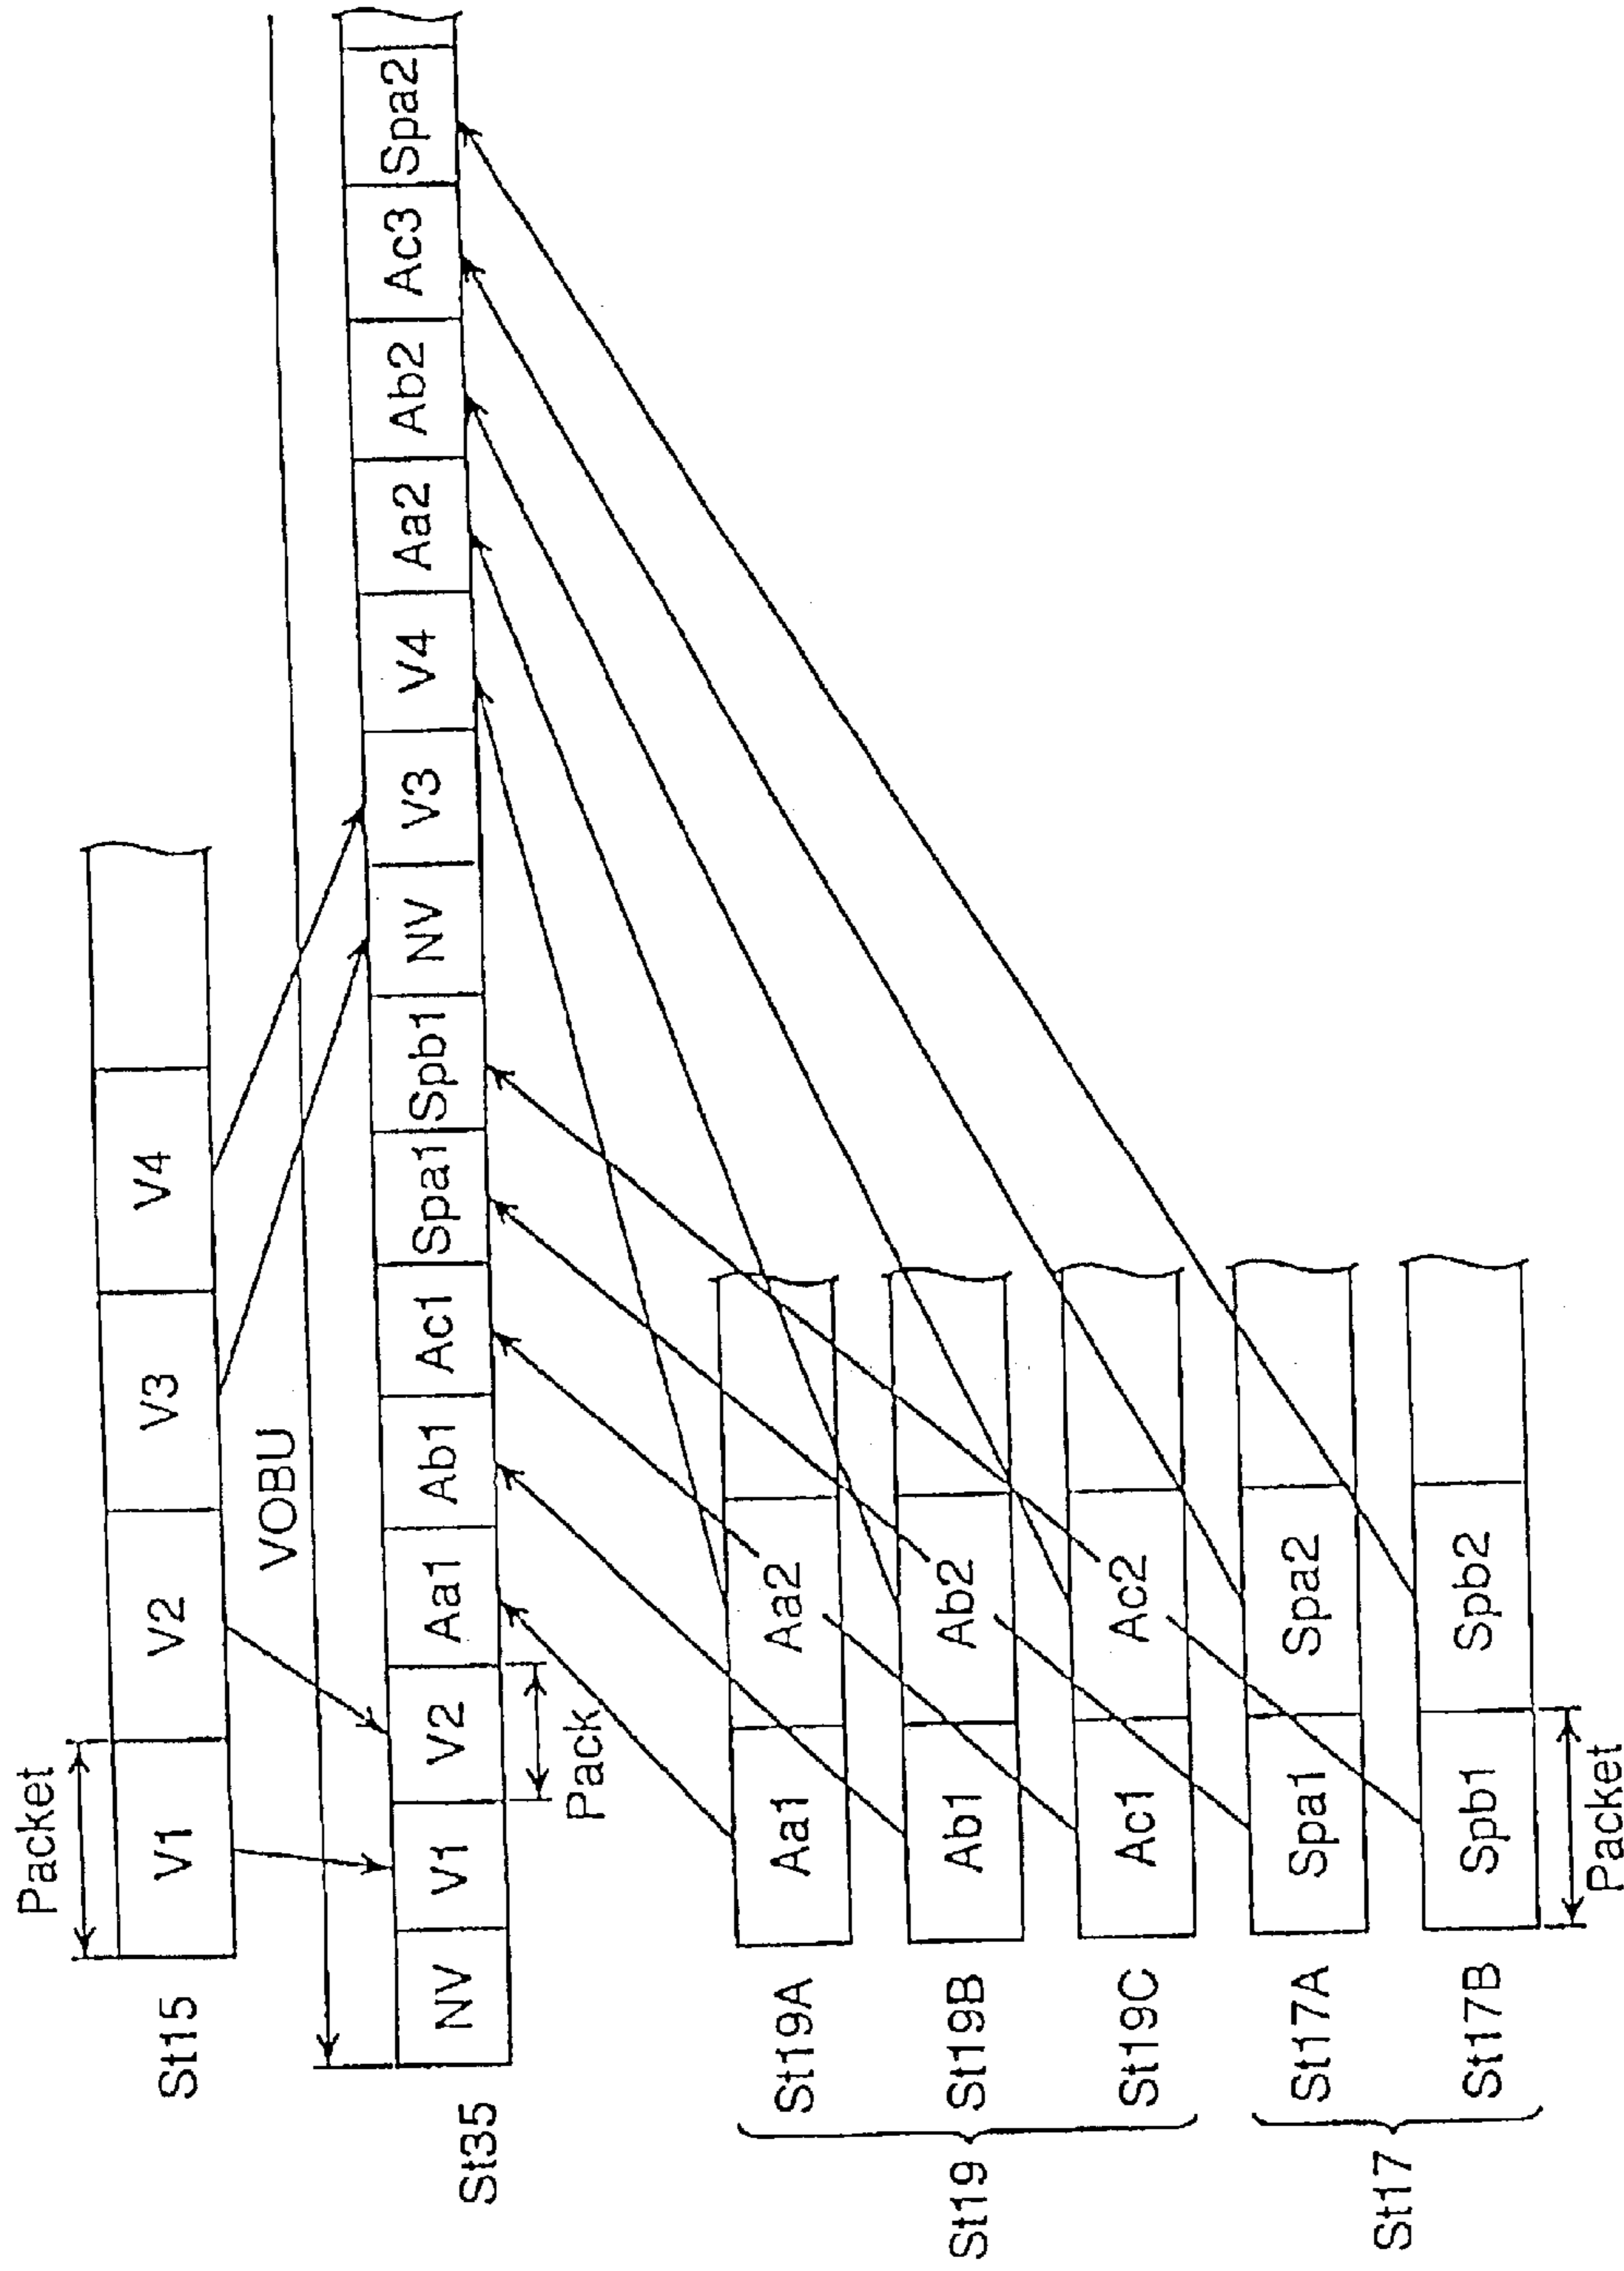 Packet
St15 V1 V2 V3 V4
VOBU
St35 NV V1 V2 Aa1 Ab1 Ac1 Spa1 Spb1 NV V3 V4 Aa2 Ab2 Ac3 Spa2
Pack
St19
St19A Aa1 Aa2
St19B Ab1 Ab2
St19C Ac1 Ac2
St17
St17A Spa1 Spa2
St17B Spb1 Spb2
Packet